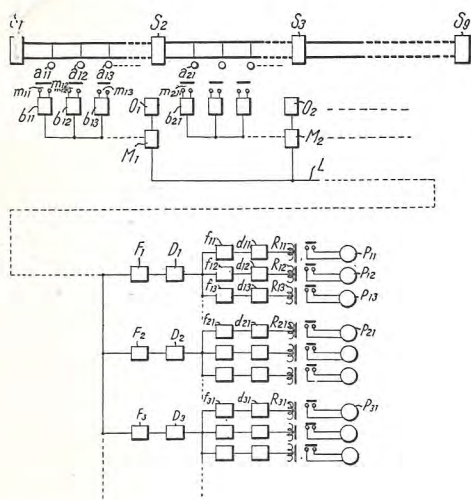 S1 S2 S3 S9
a11 a12 a13 a21
m11 m12 m13 m21
b11 b12 b13 O1 b21 O2
M1 M2
L
f11 d11 R11
F1 D1 f12 d12 R12 P11
f13 d13 R13 P12
P13
f21 d21 R21
F2 D2 P21
f31 d31 R31
F3 D3 P31